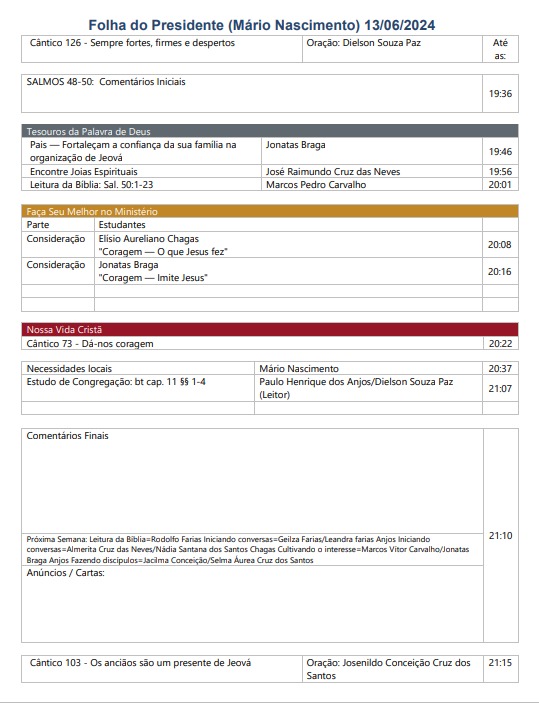 Folha do Presidente (Mário Nascimento) 13/06/2024
Cântico 126 - Sempre fortes, firmes e despertos
Oração: Dielson Souza Paz
Até
as:
SALMOS 48-50:  Comentários Iniciais
19:36
Tesouros da Palavra de Deus
Pais — Fortaleçam a confiança da sua família na
organização de Jeová
Jonatas Braga
19:46
Encontre Joias Espirituais
José Raimundo Cruz das Neves
19:56
Leitura da Bíblia: Sal. 50:1-23
Marcos Pedro Carvalho
20:01
Faça Seu Melhor no Ministério
Parte
Estudantes
Consideração
Elísio Aureliano Chagas
"Coragem — O que Jesus fez"
20:08
Consideração
Jonatas Braga
"Coragem — Imite Jesus"
20:16
Nossa Vida Cristã
Cântico 73 - Dá-nos coragem
20:22
Necessidades locais
Mário Nascimento
20:37
Estudo de Congregação: bt cap. 11 §§ 1-4
Paulo Henrique dos Anjos/Dielson Souza Paz
(Leitor)
21:07
Comentários Finais
Próxima Semana: Leitura da Bíblia=Rodolfo Farias Iniciando conversas=Geilza Farias/Leandra farias Anjos Iniciando
conversas=Almerita Cruz das Neves/Nádia Santana dos Santos Chagas Cultivando o interesse=Marcos Vitor Carvalho/Jonatas
Braga Anjos Fazendo discípulos=Jacilma Conceição/Selma Áurea Cruz dos Santos
21:10
Anúncios / Cartas:
Cântico 103 - Os anciãos são um presente de Jeová
Oração: Josenildo Conceição Cruz dos
Santos
21:15